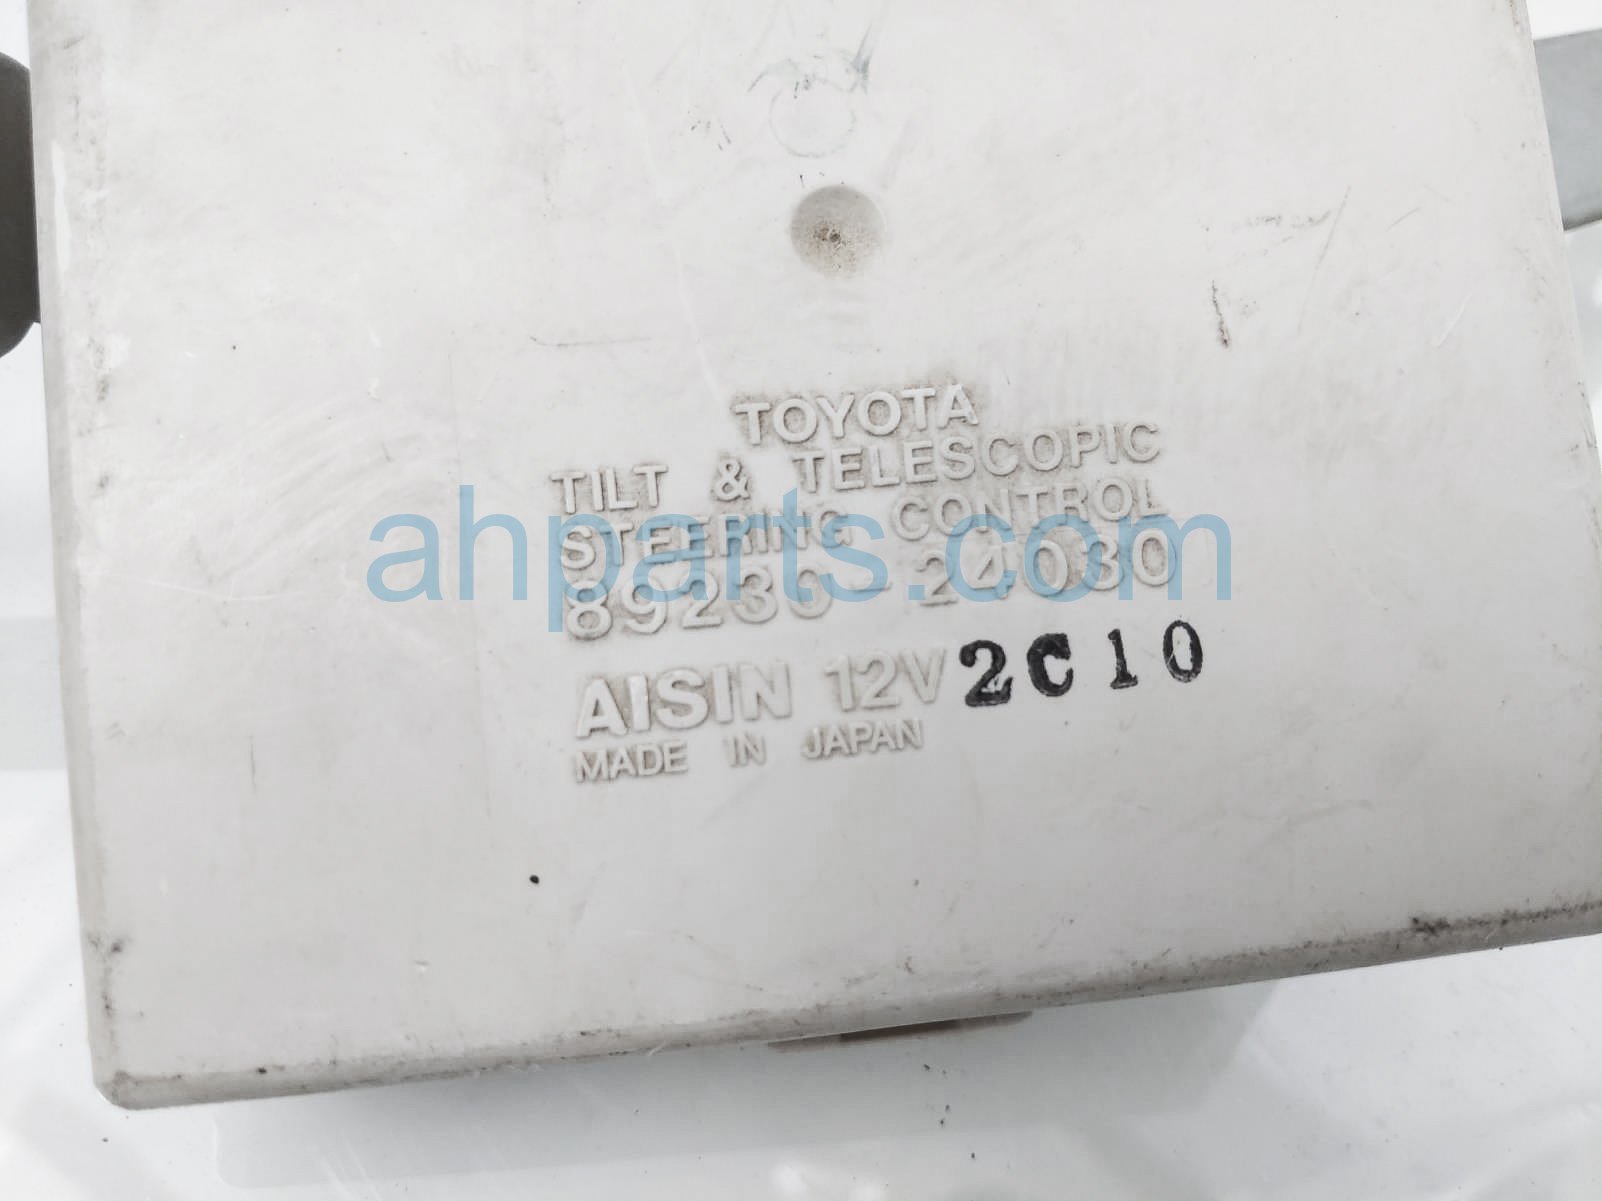 TOYOTA
TILT & TELESCOPIC
STEERING CONTROL
89230-24030
AISIN 12V 2C10
MADE IN JAPAN
ahparts.com